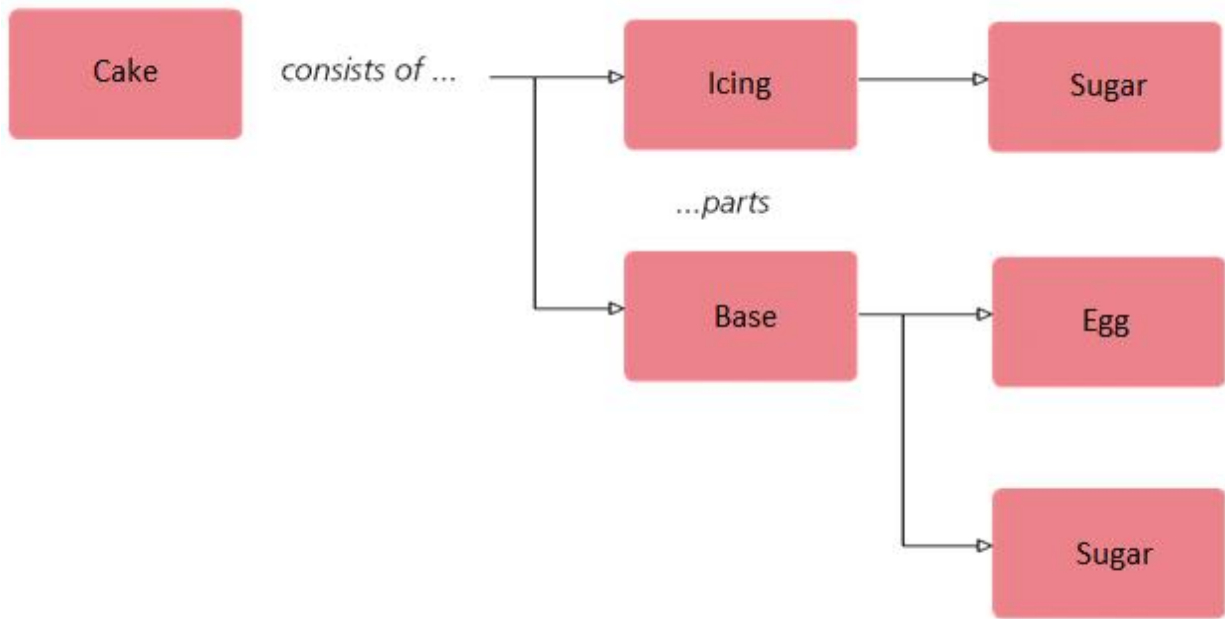 Cake
consists of ...
Icing
Sugar
...parts
Base
Egg
Sugar